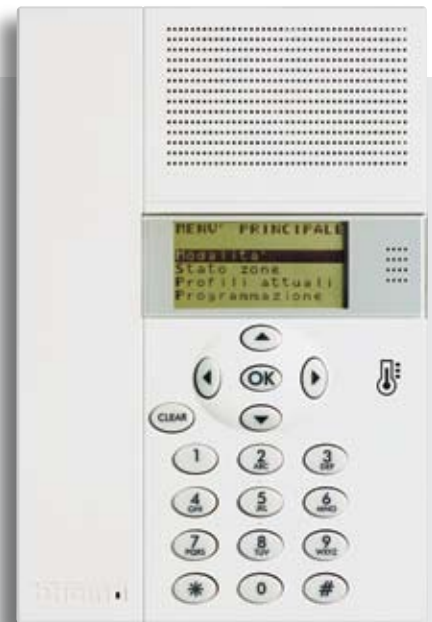 MENU' PRINCIPALE
Modalita'
Stato zone
Profili attuali
Programmazione
OK
CLEAR
1 2 ABC 3 DEF
4 GHI 5 JKL 6 MNO
7 PQRS 8 TUV 9 WXYZ
* 0 #